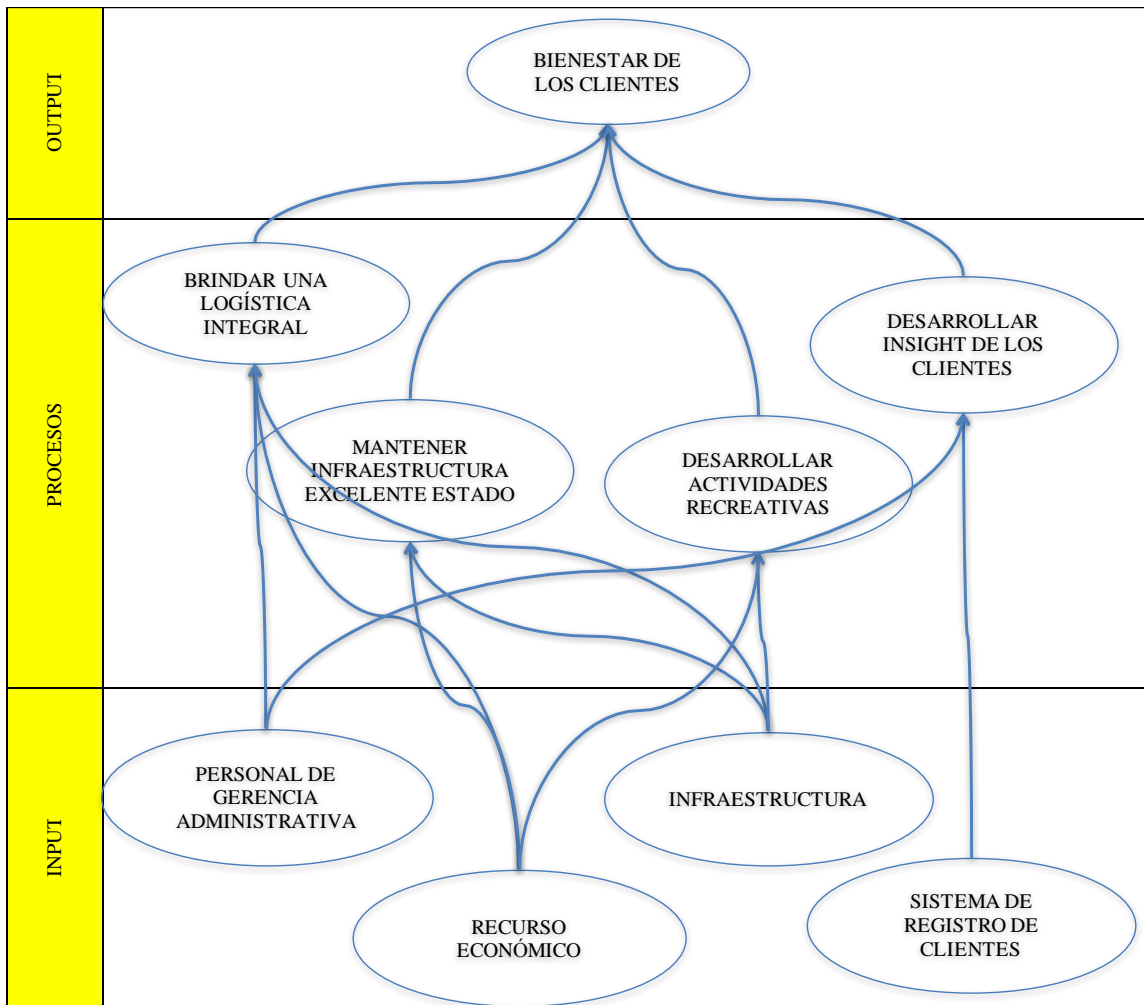 OUTPUT
BIENESTAR DE
LOS CLIENTES
PROCESOS
BRINDAR UNA
LOGÍSTICA
INTEGRAL
DESARROLLAR
INSIGHT DE LOS
CLIENTES
MANTENER
INFRAESTRUCTURA
EXCELENTE ESTADO
DESARROLLAR
ACTIVIDADES
RECREATIVAS
INPUT
PERSONAL DE
GERENCIA
ADMINISTRATIVA
INFRAESTRUCTURA
RECURSO
ECONÓMICO
SISTEMA DE
REGISTRO DE
CLIENTES